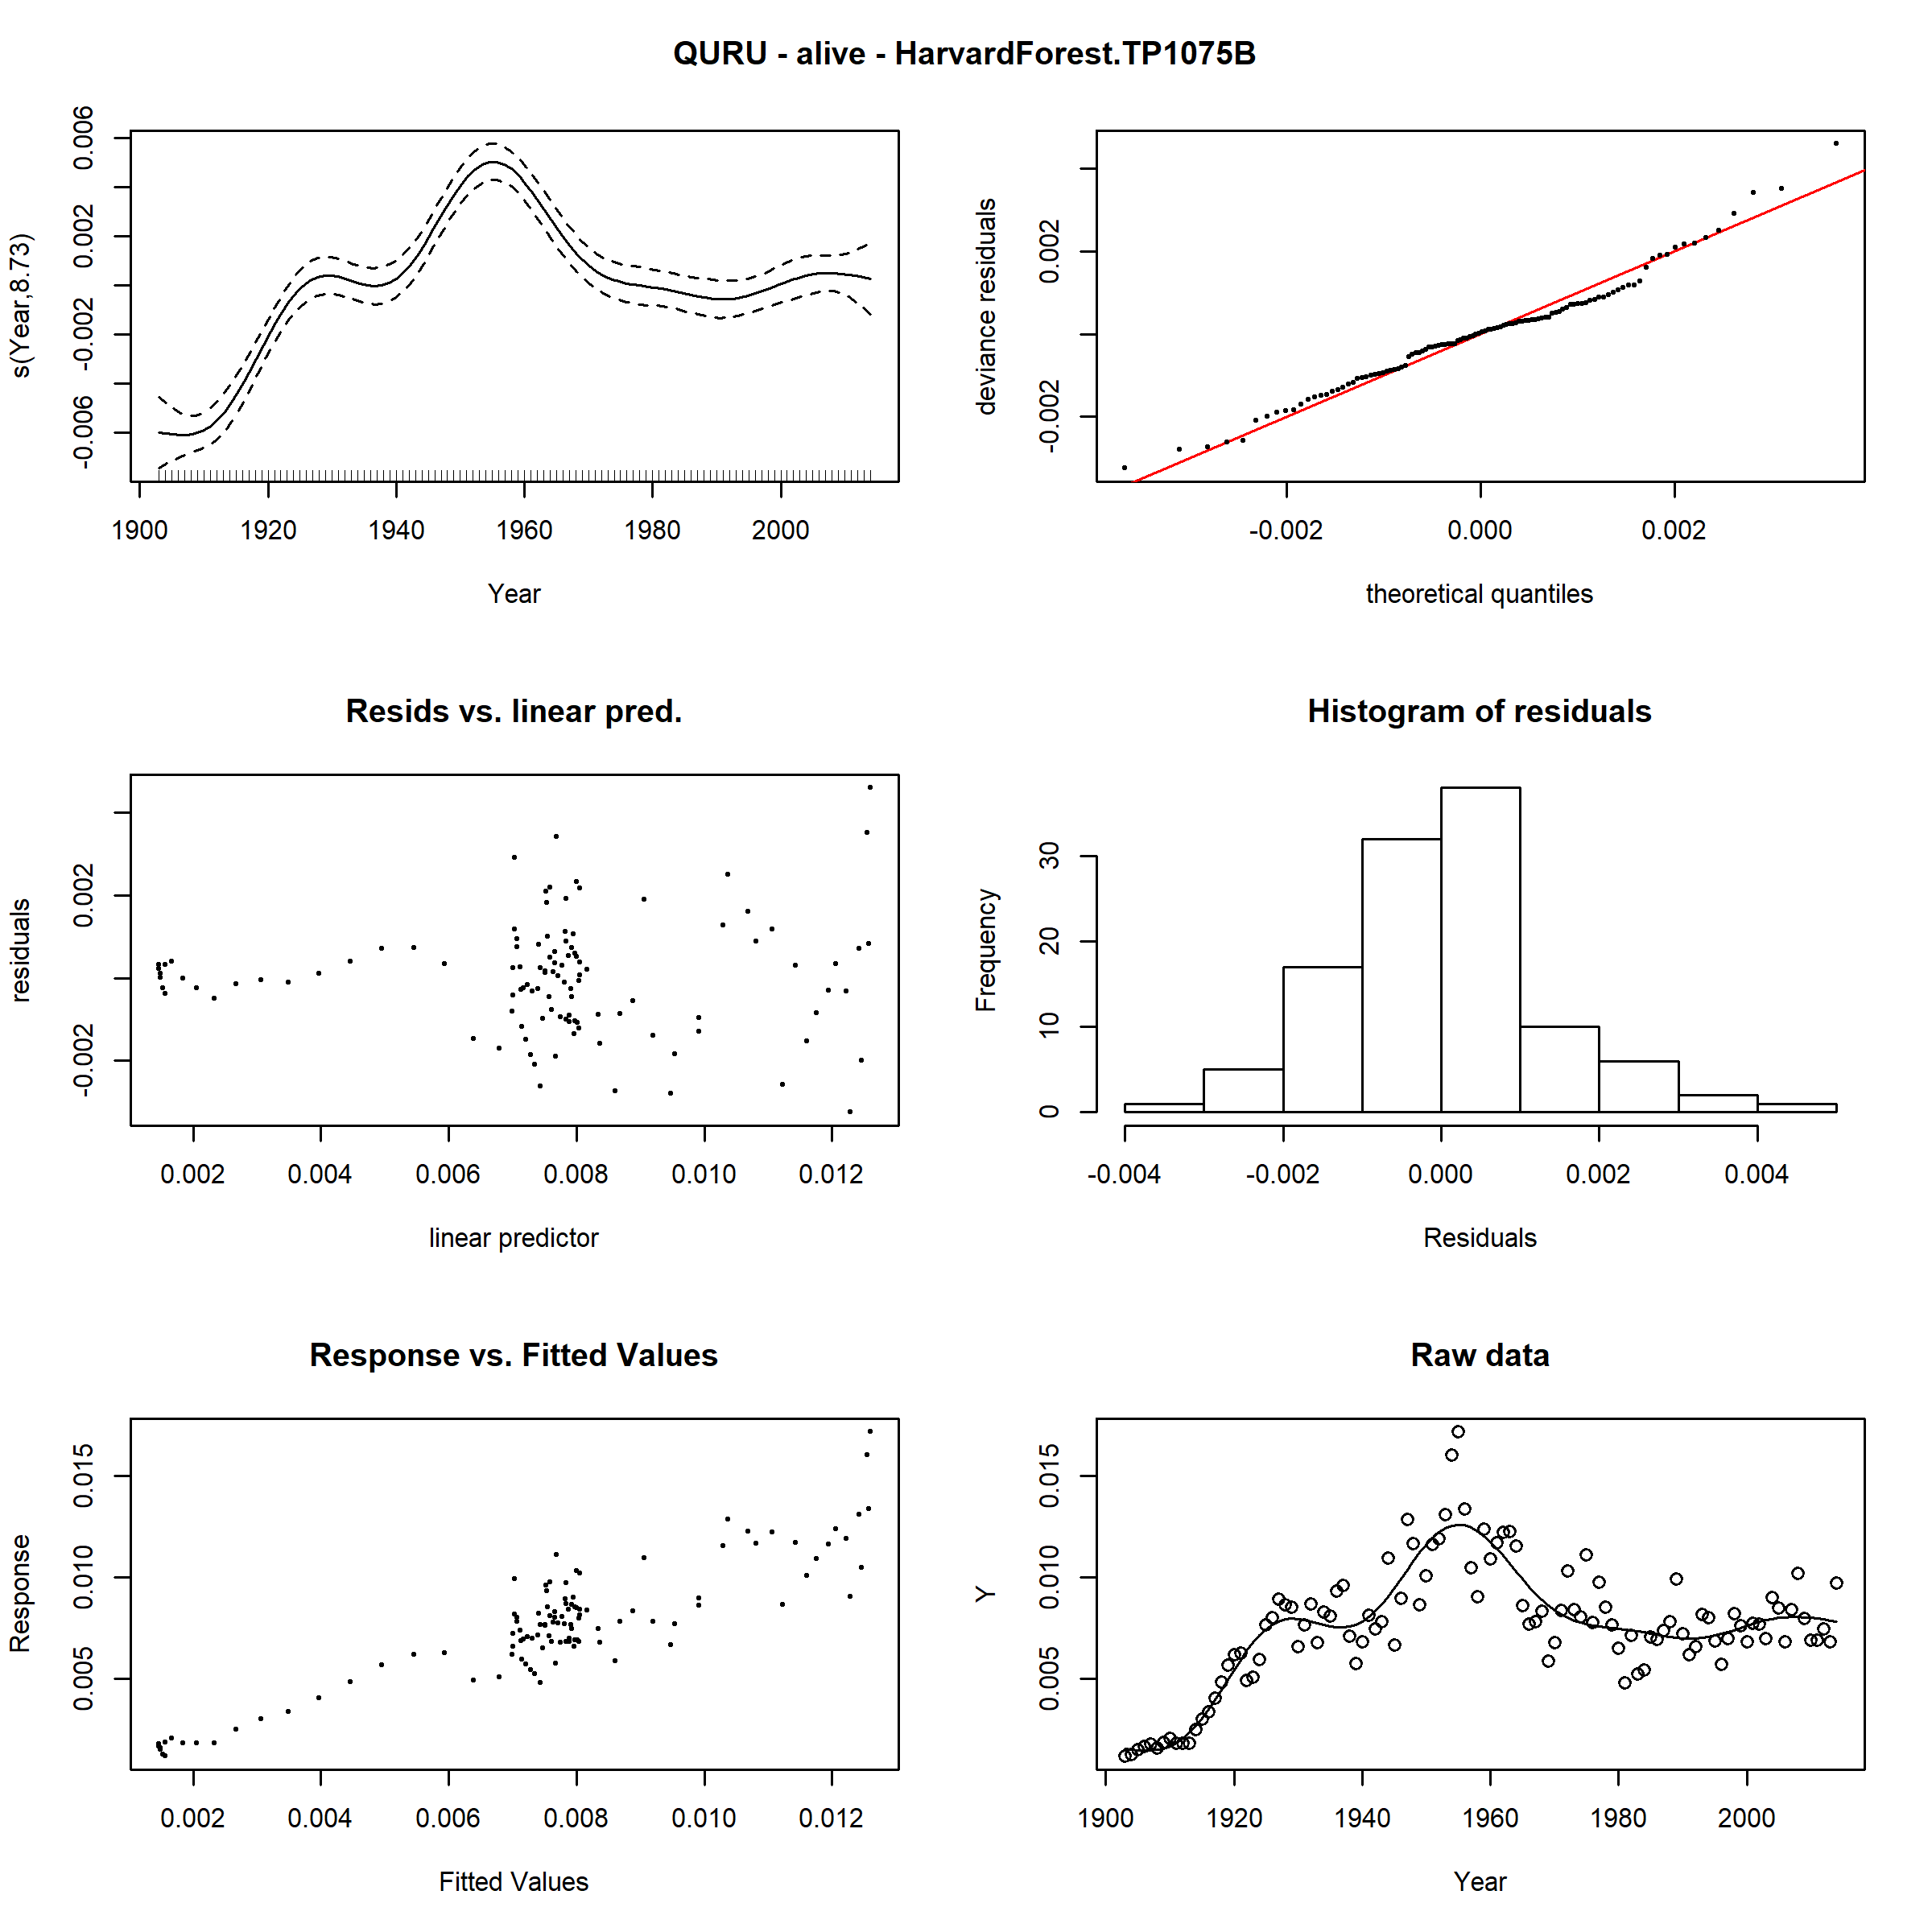 QURU - alive - HarvardForest.TP1075B
s(Year,8.73)
-0.006 -0.002 0.002 0.006
1900 1920 1940 1960 1980 2000
Year
deviance residuals
-0.002 0.002
-0.002 0.000 0.002
theoretical quantiles
Resids vs. linear pred.
residuals
-0.002 0.002
0.002 0.004 0.006 0.008 0.010 0.012
linear predictor
Histogram of residuals
Frequency
0 10 20 30
-0.004 -0.002 0.000 0.002 0.004
Residuals
Response vs. Fitted Values
Response
0.005 0.010 0.015
0.002 0.004 0.006 0.008 0.010 0.012
Fitted Values
Raw data
Y
0.005 0.010 0.015
1900 1920 1940 1960 1980 2000
Year